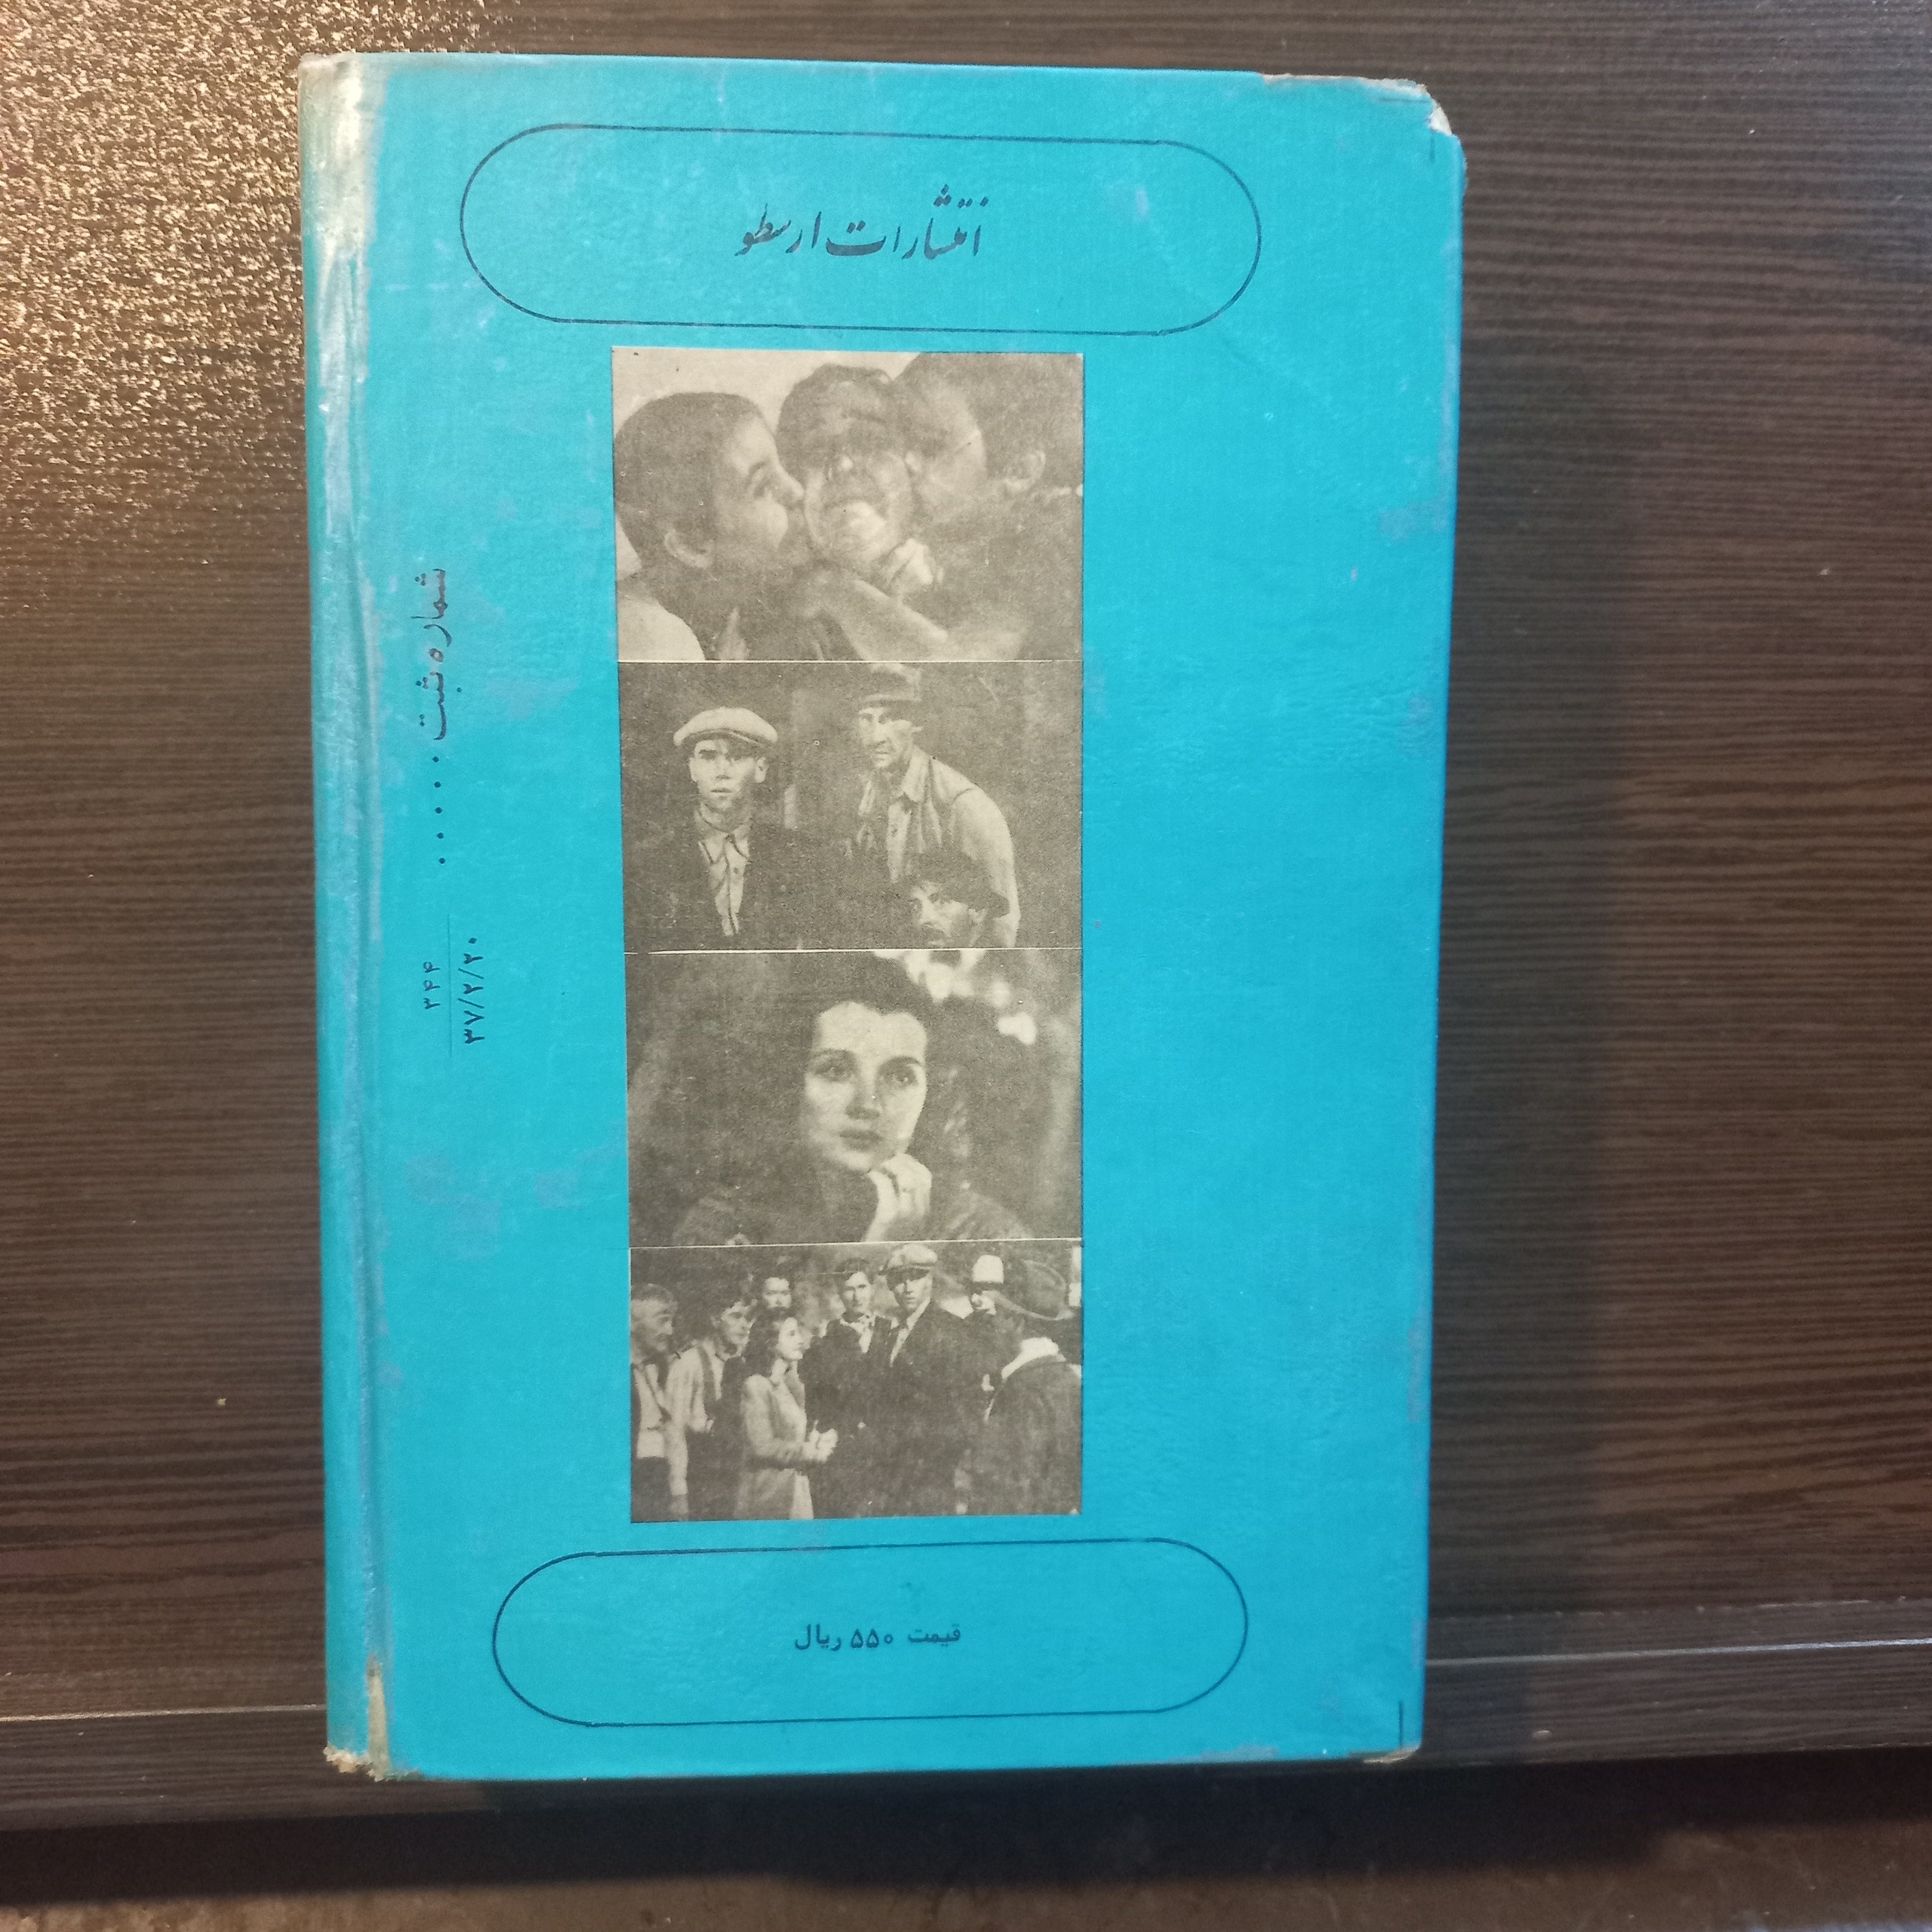 انتشارات ارسطو
شماره ثبت ......
۳۴۴
۳۷/۲/۲۰
قیمت ۵۵۰ ریال